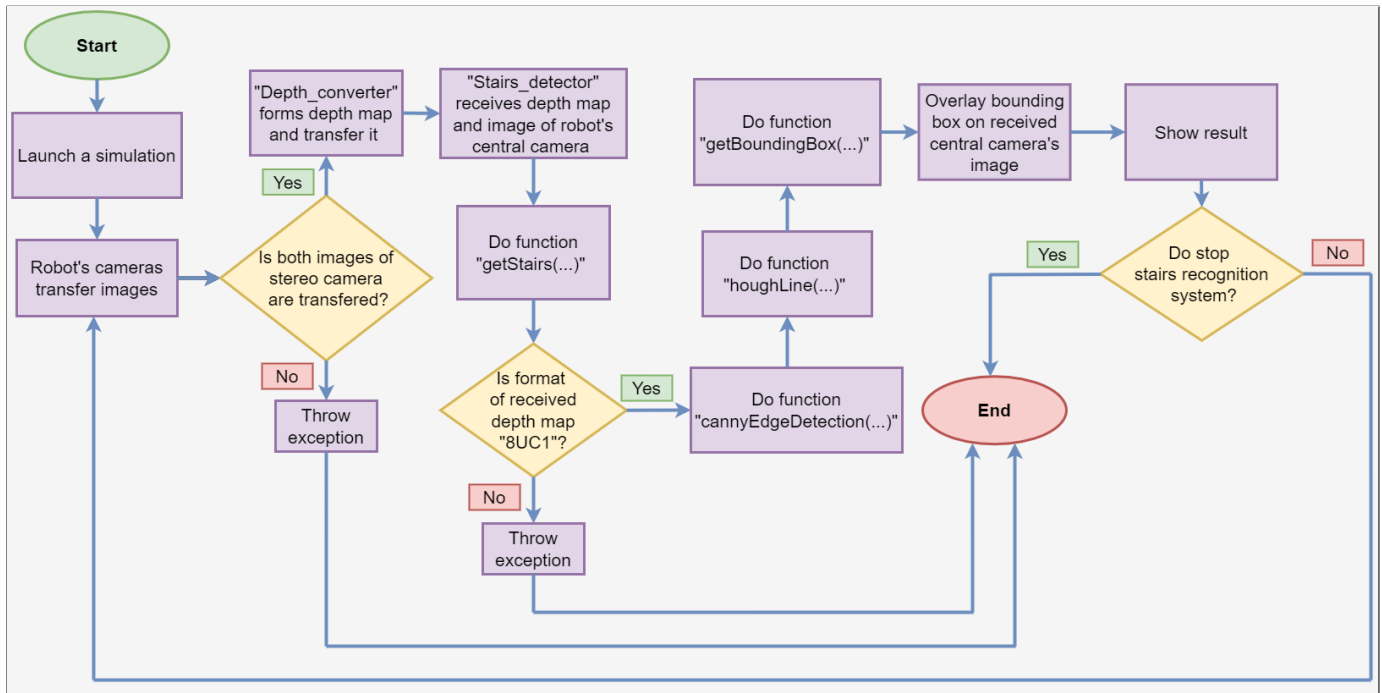 Start
Launch a simulation
Robot's cameras
transfer images
Is both images of
stereo camera
are transfered?
Yes
"Depth_converter"
forms depth map
and transfer it
No
Throw
exception
"Stairs_detector"
receives depth map
and image of robot's
central camera
Do function
"getStairs(...)"
Is format
of received
depth map
"8UC1"?
No
Throw
exception
Yes
Do function
"cannyEdgeDetection(...)"
Do function
"houghLine(...)"
Do function
"getBoundingBox(...)"
Overlay bounding
box on received
central camera's
image
Show result
Do stop
stairs recognition
system?
Yes
No
End